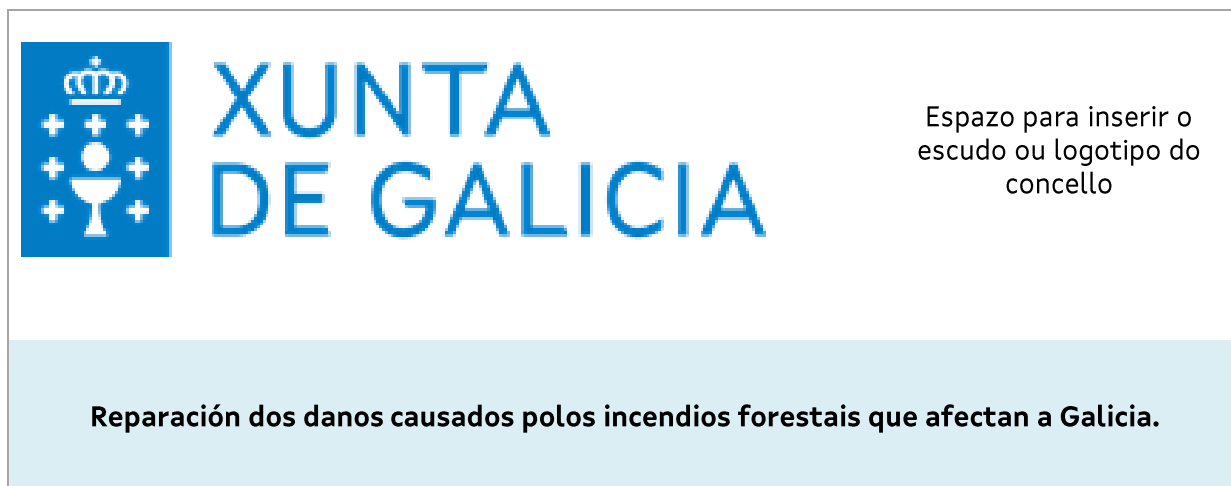 XUNTA
DE GALICIA
Espazo para inserir o
escudo ou logotipo do
concello
Reparación dos danos causados polos incendios forestais que afectan a Galicia.